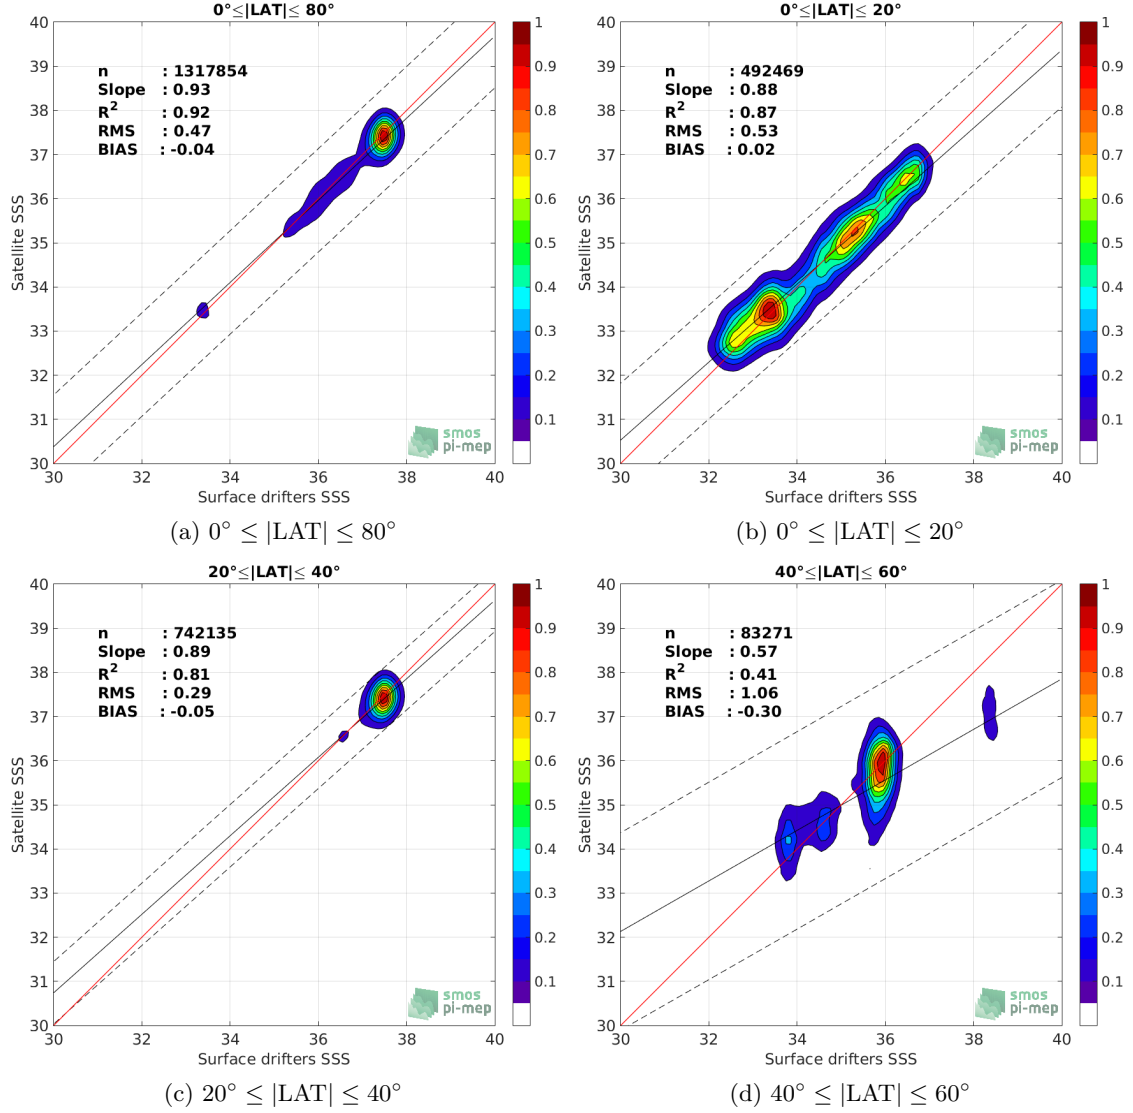 0°≤|LAT|≤ 80°
n : 1317854
Slope : 0.93
R² : 0.92
RMS : 0.47
BIAS : -0.04
Satellite SSS
40
39
38
37
36
35
34
33
32
31
30
30 32 34 36 38 40
Surface drifters SSS
1
0.9
0.8
0.7
0.6
0.5
0.4
0.3
0.2
0.1
smos
pi-mep
(a) 0° ≤ |LAT| ≤ 80°
0°≤|LAT|≤ 20°
n : 492469
Slope : 0.88
R² : 0.87
RMS : 0.53
BIAS : 0.02
Satellite SSS
40
39
38
37
36
35
34
33
32
31
30
30 32 34 36 38 40
Surface drifters SSS
1
0.9
0.8
0.7
0.6
0.5
0.4
0.3
0.2
0.1
smos
pi-mep
(b) 0° ≤ |LAT| ≤ 20°
20°≤|LAT|≤ 40°
n : 742135
Slope : 0.89
R² : 0.81
RMS : 0.29
BIAS : -0.05
Satellite SSS
40
39
38
37
36
35
34
33
32
31
30
30 32 34 36 38 40
Surface drifters SSS
1
0.9
0.8
0.7
0.6
0.5
0.4
0.3
0.2
0.1
smos
pi-mep
(c) 20° ≤ |LAT| ≤ 40°
40°≤|LAT|≤ 60°
n : 83271
Slope : 0.57
R² : 0.41
RMS : 1.06
BIAS : -0.30
Satellite SSS
40
39
38
37
36
35
34
33
32
31
30
30 32 34 36 38 40
Surface drifters SSS
1
0.9
0.8
0.7
0.6
0.5
0.4
0.3
0.2
0.1
smos
pi-mep
(d) 40° ≤ |LAT| ≤ 60°